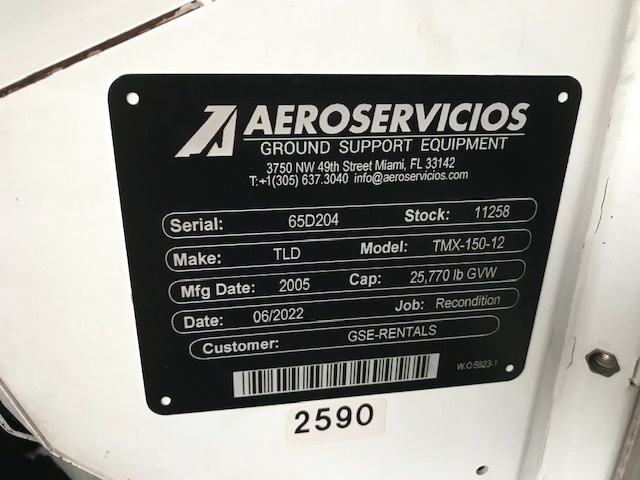 AEROSERVICIOS
GROUND SUPPORT EQUIPMENT
3750 NW 49th Street Miami, FL 33142
T:+1(305) 637.3040 info@aeroservicios.com
Serial: 65D204 Stock: 11258
Make: TLD Model: TMX-150-12
Mfg Date: 2005 Cap: 25,770 lb GVW
Date: 06/2022 Job: Recondition
Customer: GSE-RENTALS
W.O5823-1
2590